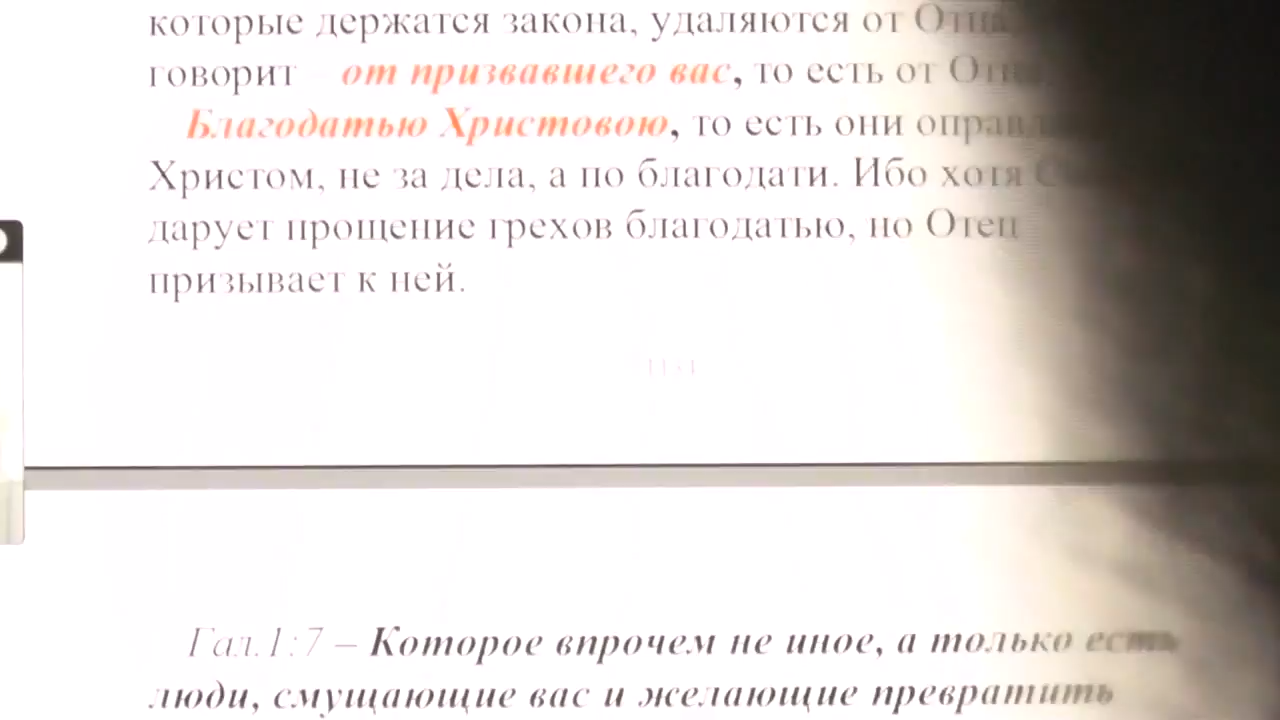 которые держатся закона, удаляются от Отца,
говорит – от призвавшего вас, то есть от
Благодатью Христовою, то есть они
Христом, не за дела, а по благодати. Ибо хотя
дарует прощение грехов благодатью, но Отец
призывает к ней.
Гал.1:7 – Которое впрочем не иное, а только есть
люди, смущающие вас и желающие превратить